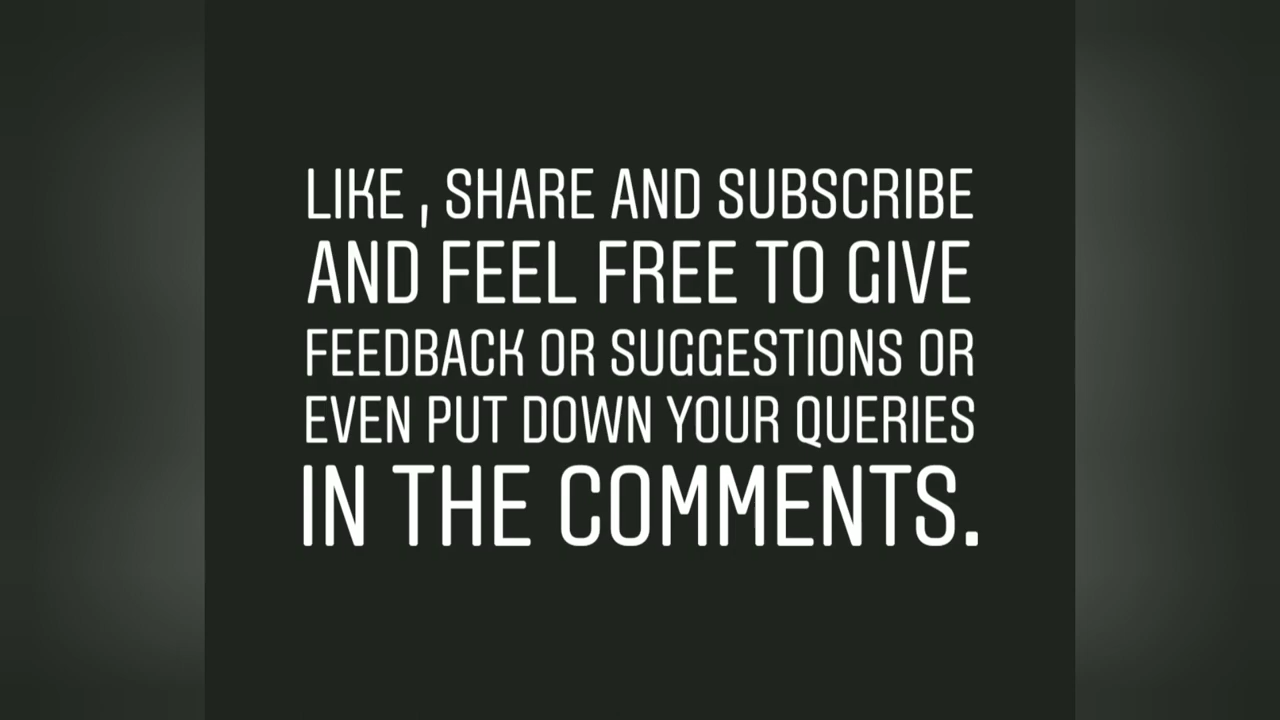 LIKE , SHARE AND SUBSCRIBE
AND FEEL FREE TO GIVE
FEEDBACK OR SUGGESTIONS OR
EVEN PUT DOWN YOUR QUERIES
IN THE COMMENTS.